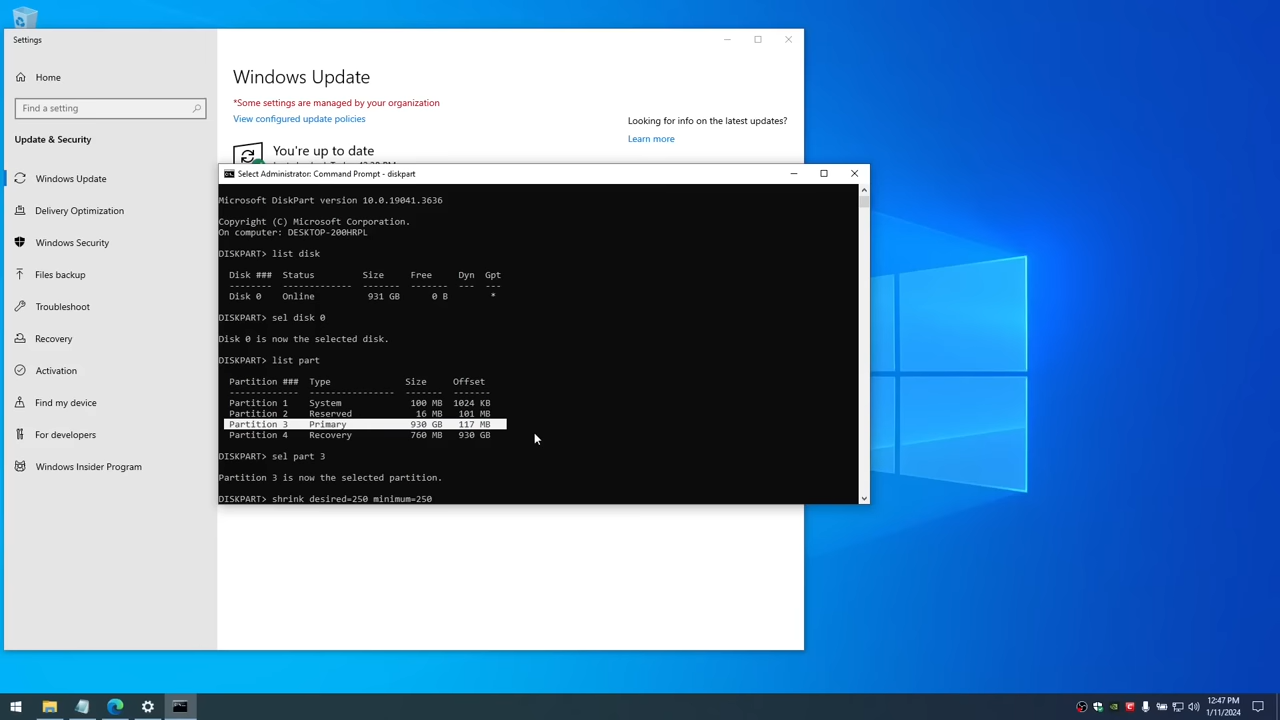 Settings
Home
Find a setting
Update & Security
Windows Update
Delivery Optimization
Windows Security
Files backup
Troubleshoot
Recovery
Activation
Find my device
For developers
Windows Insider Program
Windows Update
*Some settings are managed by your organization
View configured update policies
You're up to date
Looking for info on the latest updates?
Learn more
Select Administrator: Command Prompt - diskpart
Microsoft DiskPart version 10.0.19041.3636
Copyright (C) Microsoft Corporation.
On computer: DESKTOP-200HRPL
DISKPART> list disk
Disk ###  Status         Size     Free     Dyn  Gpt
--------  -------------  -------  -------  ---  ---
Disk 0    Online          931 GB      0 B        *
DISKPART> sel disk 0
Disk 0 is now the selected disk.
DISKPART> list part
Partition ###  Type              Size     Offset
-------------  ----------------  -------  -------
Partition 1    System             100 MB  1024 KB
Partition 2    Reserved            16 MB   101 MB
Partition 3    Primary            930 GB   117 MB
Partition 4    Recovery           760 MB   930 GB
DISKPART> sel part 3
Partition 3 is now the selected partition.
DISKPART> shrink desired=250 minimum=250
12:47 PM
1/11/2024